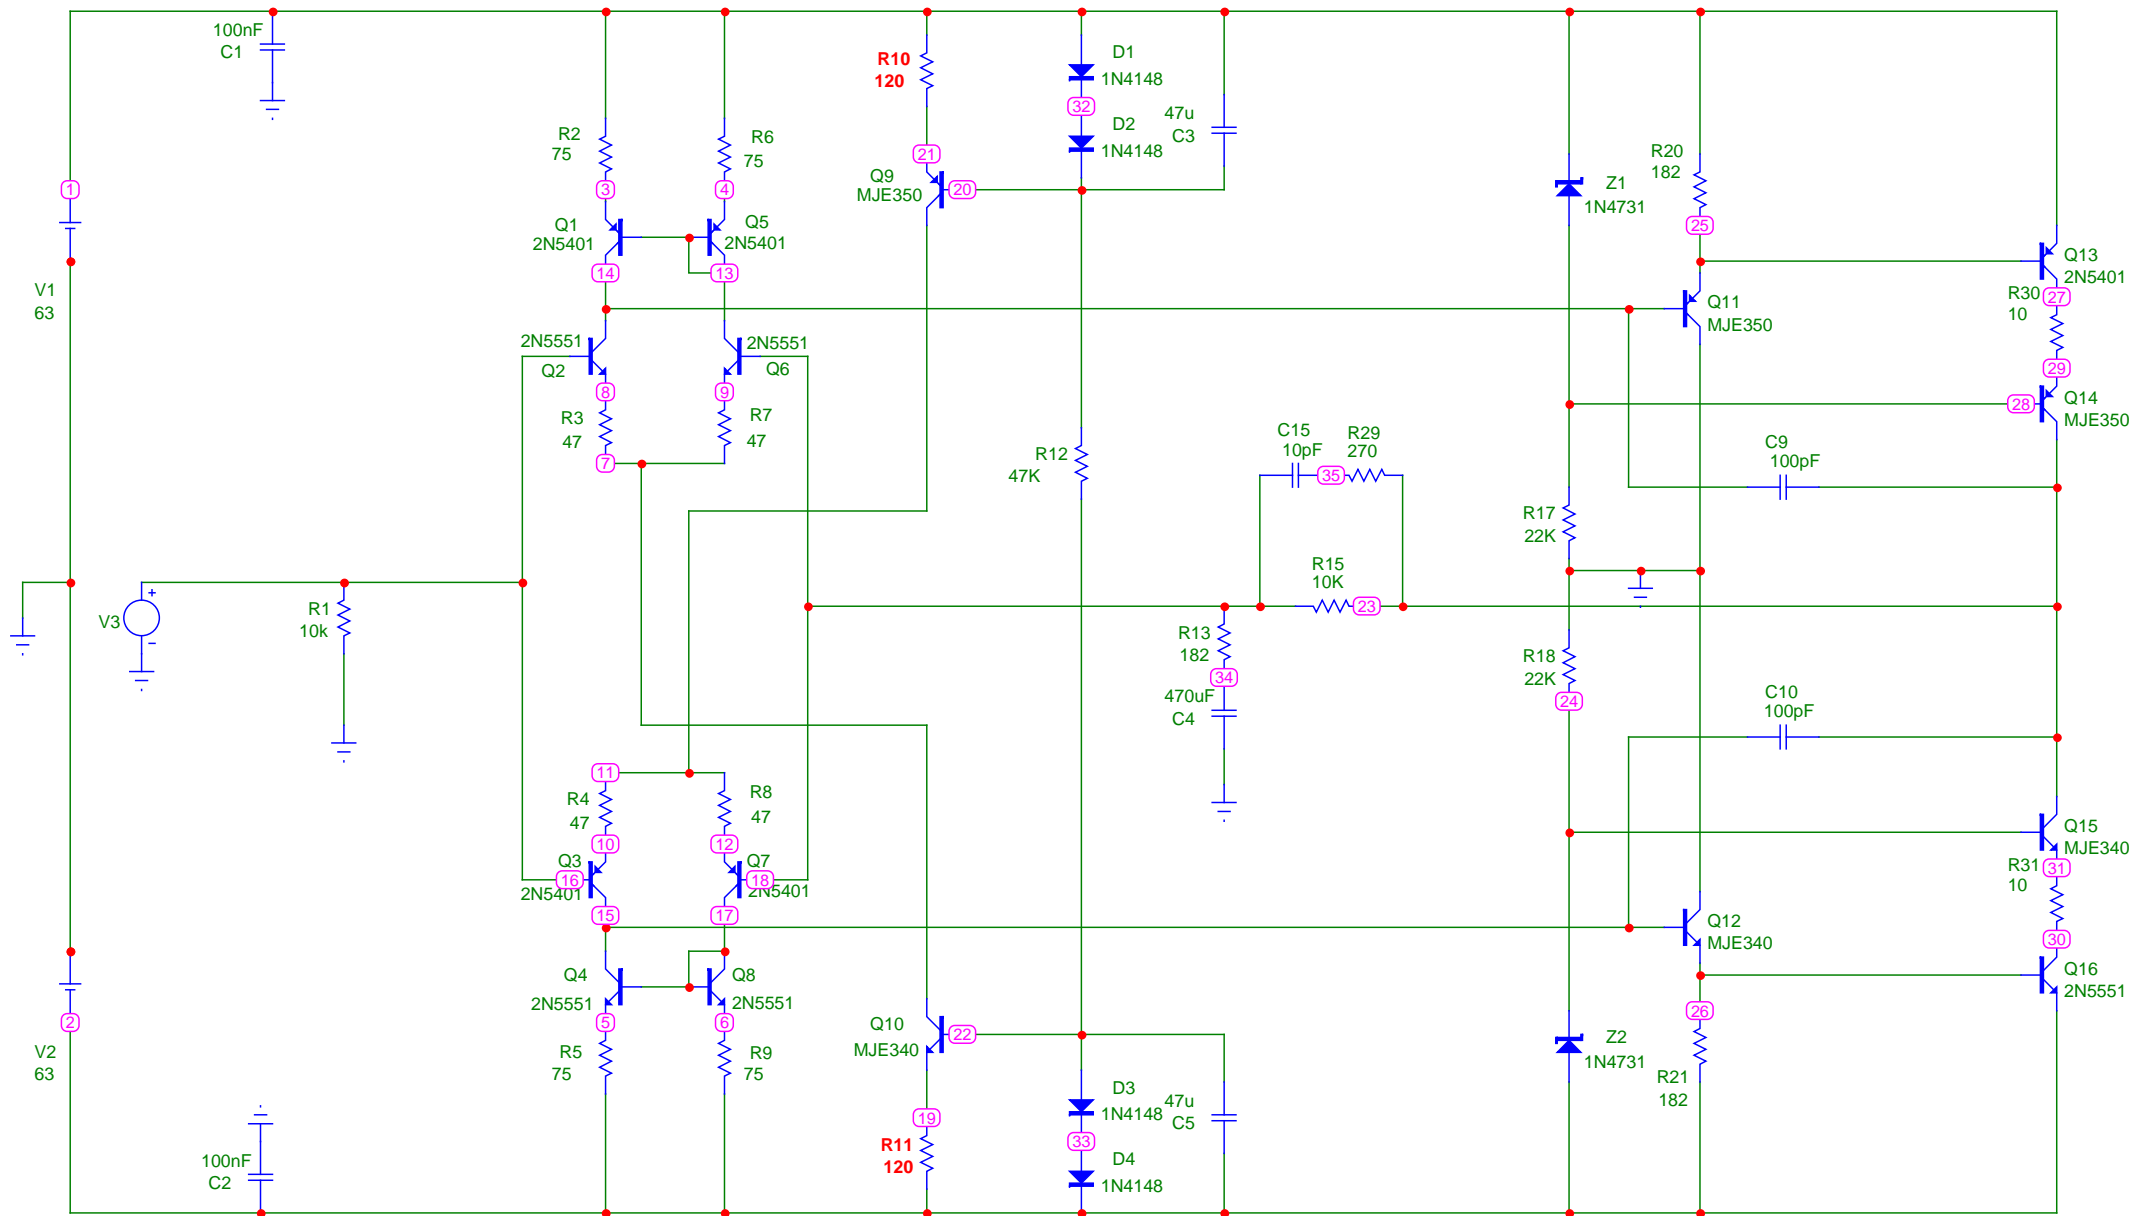 100nF
C1
R10
120
D1
1N4148
32
D2
1N4148
47u
C3
R2
75
R6
75
21
Q9
MJE350
20
1
3
4
Q1
2N5401
Q5
2N5401
14
13
R20
182
Z1
1N4731
25
Q13
2N5401
R30
10
27
Q11
MJE350
V1
63
2N5551
Q2
2N5551
Q6
8
9
R3
47
R7
47
7
29
28
Q14
MJE350
C9
100pF
R12
47K
C15
10pF
R29
270
35
R17
22K
R15
10K
23
V3
+
−
R1
10k
R13
182
34
470uF
C4
R18
22K
24
C10
100pF
11
R4
47
R8
47
10
12
Q3
16
2N5401
Q7
18
2N5401
15
17
Q15
MJE340
R31
10
31
Q12
MJE340
30
Q4
2N5551
Q8
2N5551
Q16
2N5551
5
6
2
Q10
MJE340
22
26
V2
63
R5
75
R9
75
Z2
1N4731
R21
182
D3
1N4148
47u
C5
19
33
R11
120
D4
1N4148
100nF
C2